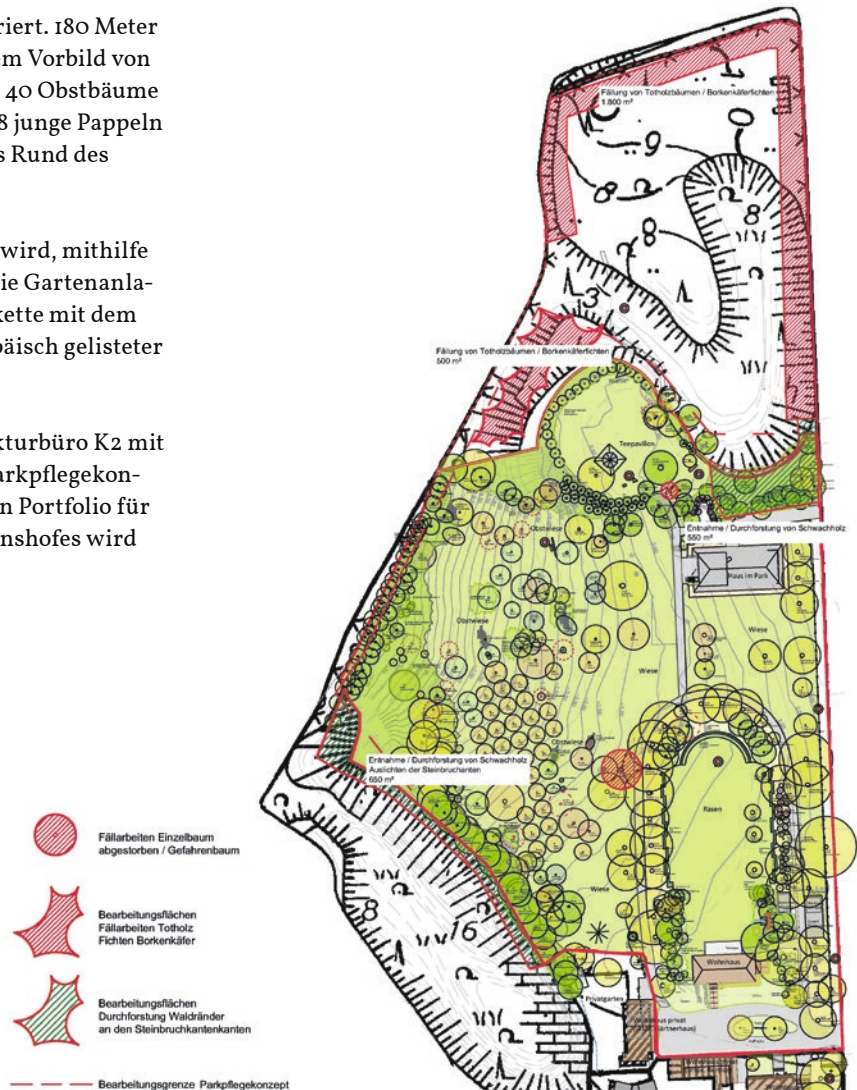 riert. 180 Meter
em Vorbild von
40 Obstbäume
8 junge Pappeln
s Rund des
wird, mithilfe
ie Gartenanla-
kette mit dem
päisch gelisteter
kturbüro K2 mit
arkpflegekon-
n Portfolio für
nshofes wird
Fällung von Totholzbäumen / Borkenkäferfichten
1.800 m²
Fällung von Totholzbäumen / Borkenkäferfichten
500 m²
Teepavillon
Entnahme / Durchforstung von Schwachholz
550 m²
Obstwiese
Haus im Park
Obstwiese
Wiese
Wiese
Obstwiese
Entnahme / Durchforstung von Schwachholz
Auslichten der Steinbruchanten
650 m²
Rasen
Wiese
Wohnhaus
Privatgarten
16
Fällarbeiten Einzelbaum
abgestorben / Gefahrenbaum
Bearbeitungsflächen
Fällarbeiten Totholz
Fichten Borkenkäfer
Bearbeitungsflächen
Durchforstung Waldränder
an den Steinbruchkantenkanten
Bearbeitungsgrenze Parkpflegekonzept